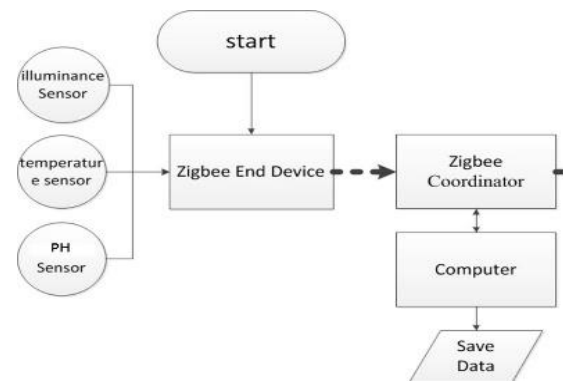 start
illuminance
Sensor
temperatur
e sensor
PH
Sensor
Zigbee End Device
Zigbee
Coordinator
Computer
Save
Data